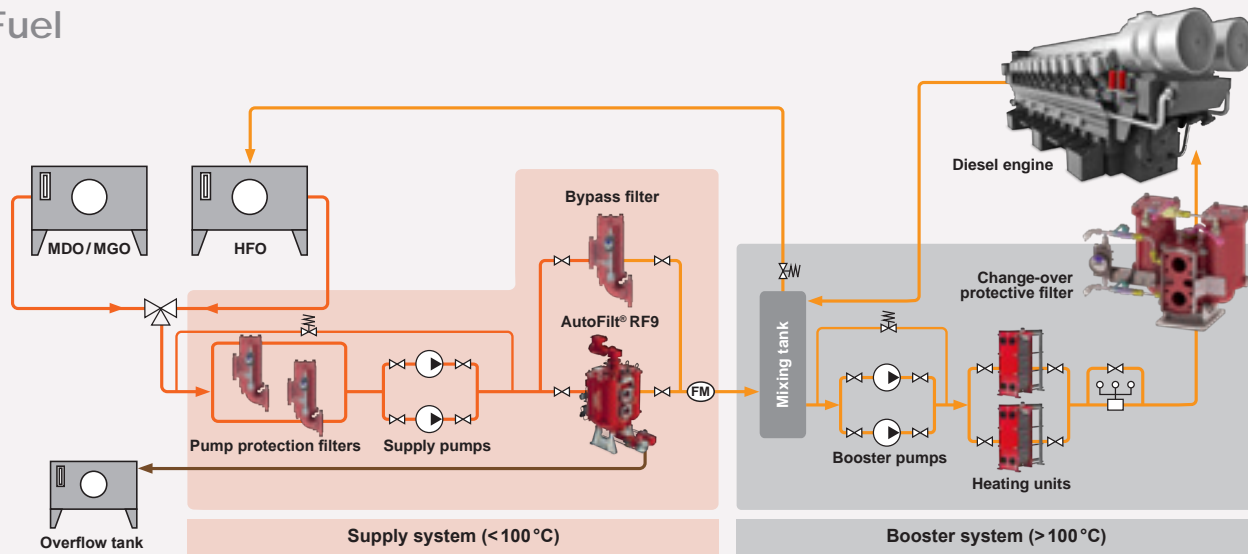 Fuel
Diesel engine
MDO / MGO
HFO
Bypass filter
Change-over
protective filter
AutoFilt® RF9
Mixing tank
FM
Pump protection filters
Supply pumps
Booster pumps
Heating units
Overflow tank
Supply system (< 100 °C)
Booster system (> 100 °C)